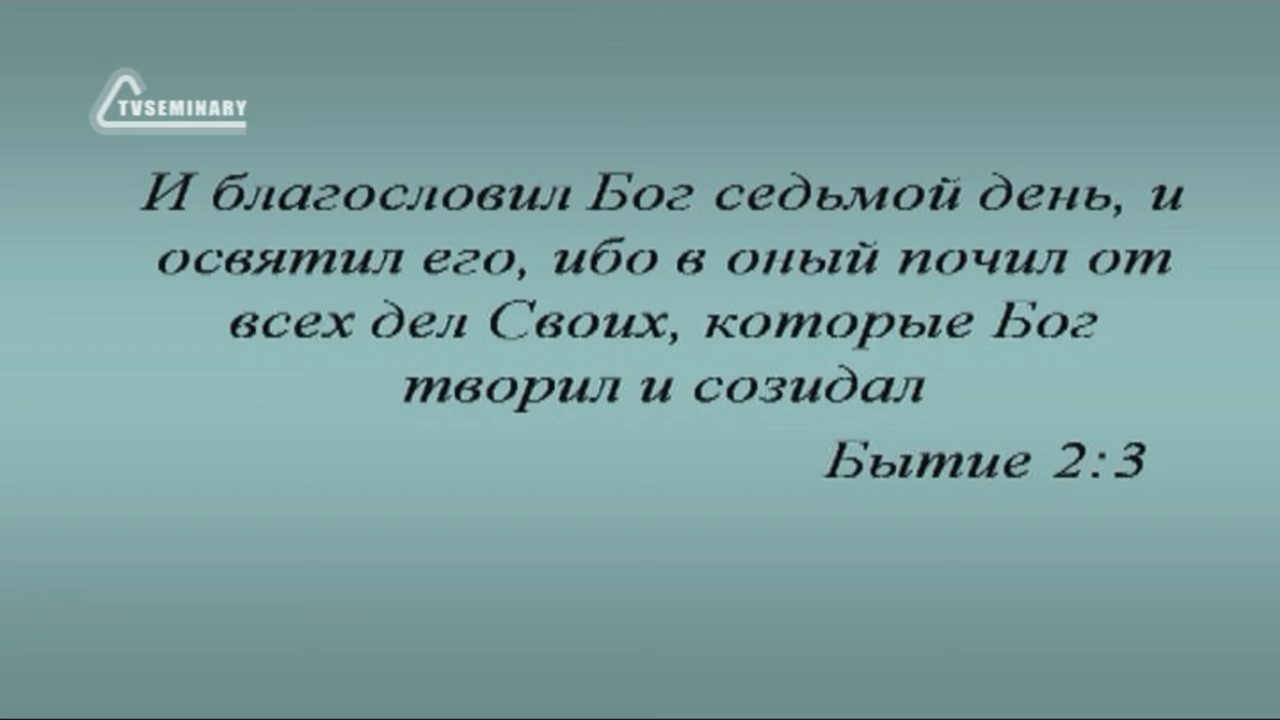 TVSEMINARY
И благословил Бог седьмой день, и
освятил его, ибо в оный почил от
всех дел Своих, которые Бог
творил и созидал
Бытие 2:3